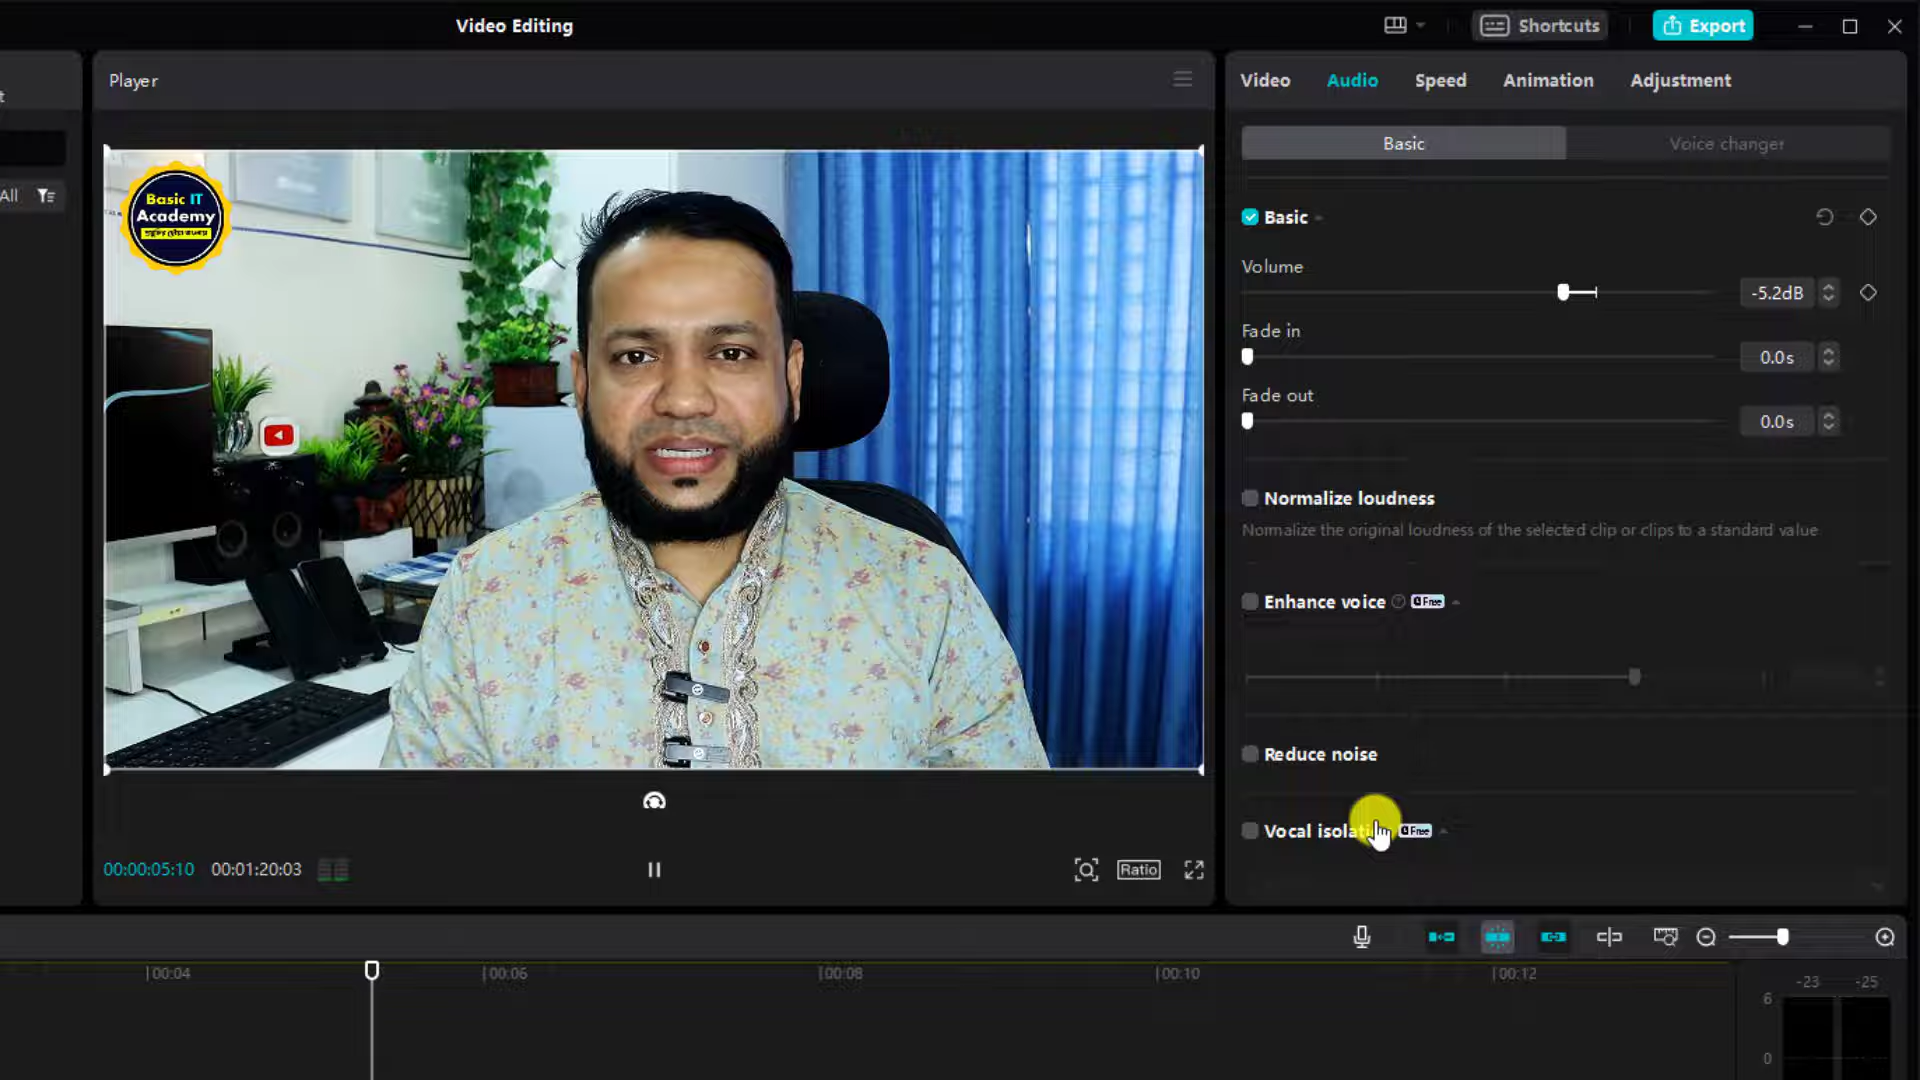 Video Editing
Shortcuts
Export
Player
Video
Audio
Speed
Animation
Adjustment
Basic
Voice changer
All
Basic IT
Academy
Basic
Volume
-5.2dB
Fade in
0.0s
Fade out
0.0s
Normalize loudness
Normalize the original loudness of the selected clip or clips to a standard value
Enhance voice
Free
Reduce noise
Vocal
Free
00:00:05:10
00:01:20:03
Ratio
00:04
00:06
00:08
00:10
00:12
-23
-25
6
0